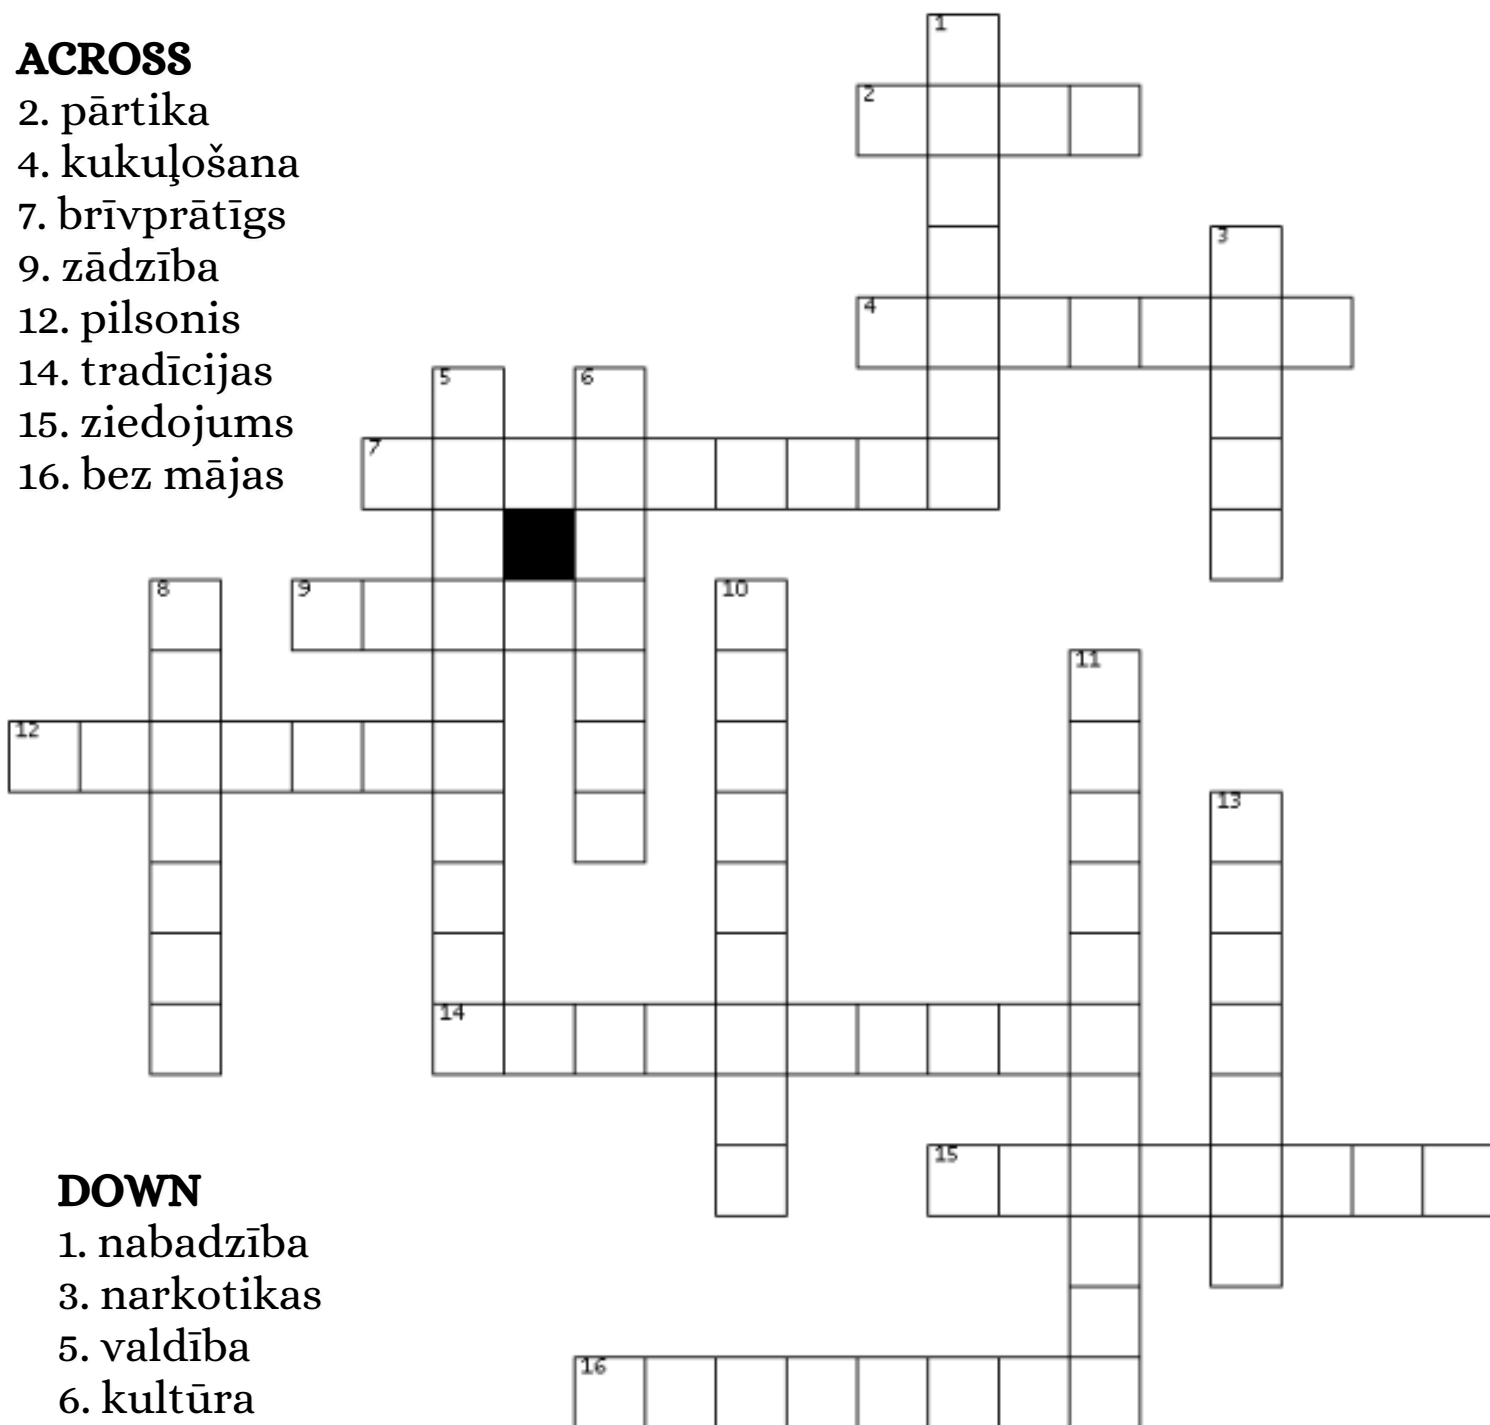 ACROSS
2. pārtika
4. kukuļošana
7. brīvprātīgs
9. zādzība
12. pilsonis
14. tradīcijas
15. ziedojums
16. bez mājas
1
2
3
4
5
6
7
8
9
10
11
12
13
14
15
16
DOWN
1. nabadzība
3. narkotikas
5. valdība
6. kultūra